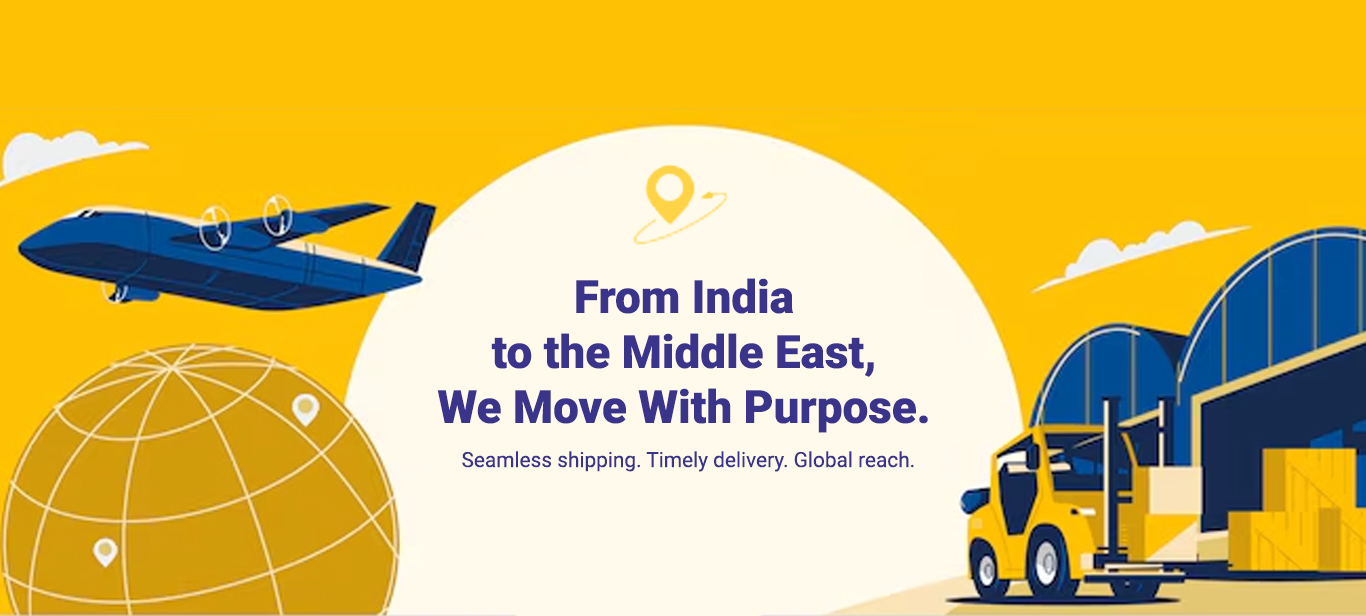 From India
to the Middle East,
We Move With Purpose.
Seamless shipping. Timely delivery. Global reach.